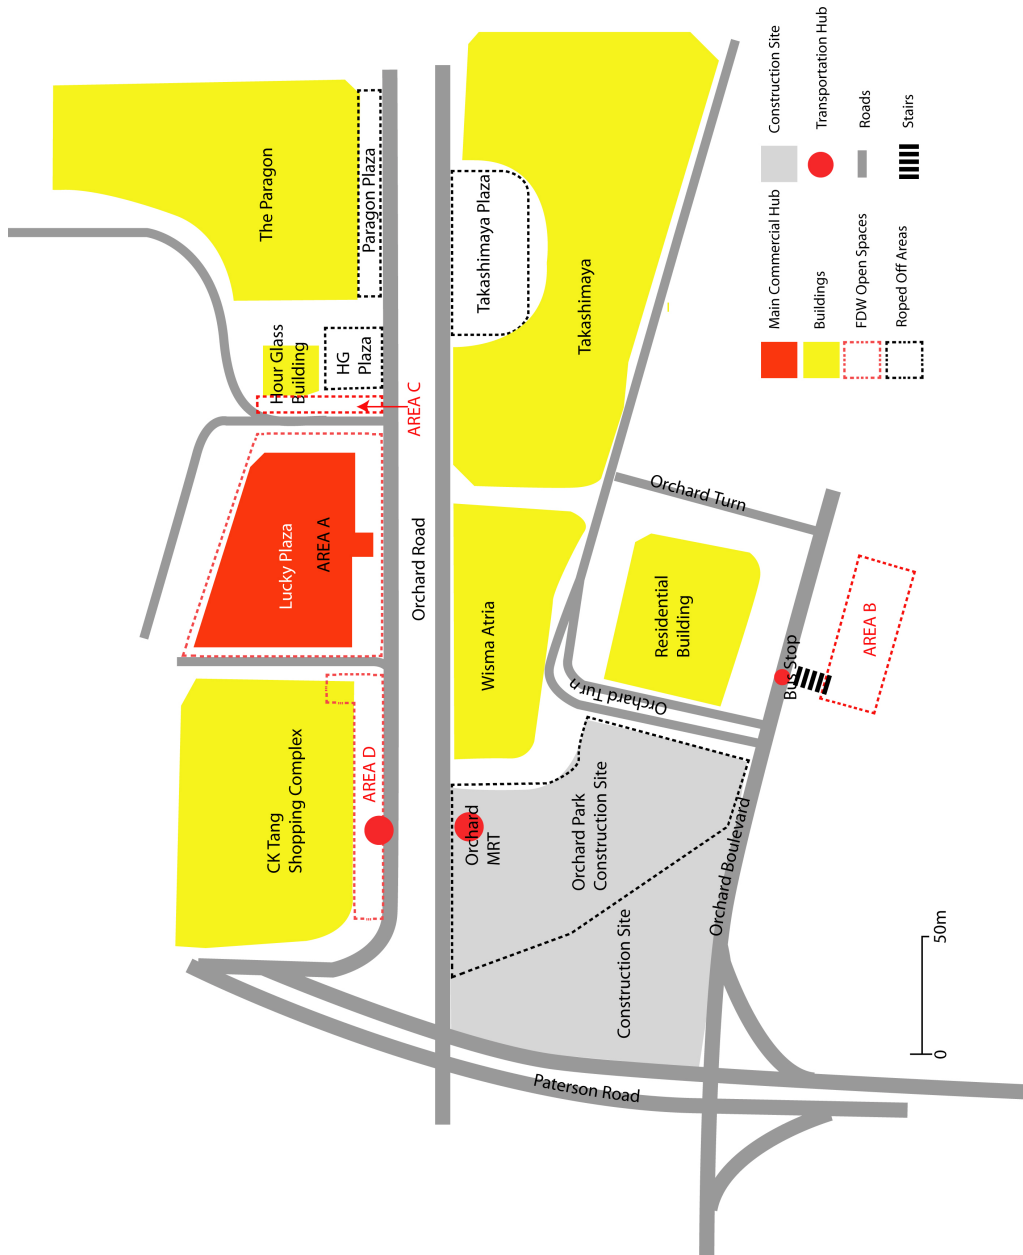 The Paragon
Paragon Plaza
Takashimaya Plaza
Takashimaya
Hour Glass
Building
HG
Plaza
AREA C
Lucky Plaza
AREA A
Orchard Road
Wisma Atria
Orchard Turn
Residential
Building
Orchard Turn
Bus Stop
AREA B
CK Tang
Shopping Complex
AREA D
Orchard
MRT
Orchard Park
Construction Site
Construction Site
Orchard Boulevard
Paterson Road
Main Commercial Hub
Buildings
FDW Open Spaces
Roped Off Areas
Construction Site
Transportation Hub
Roads
Stairs
0
50m